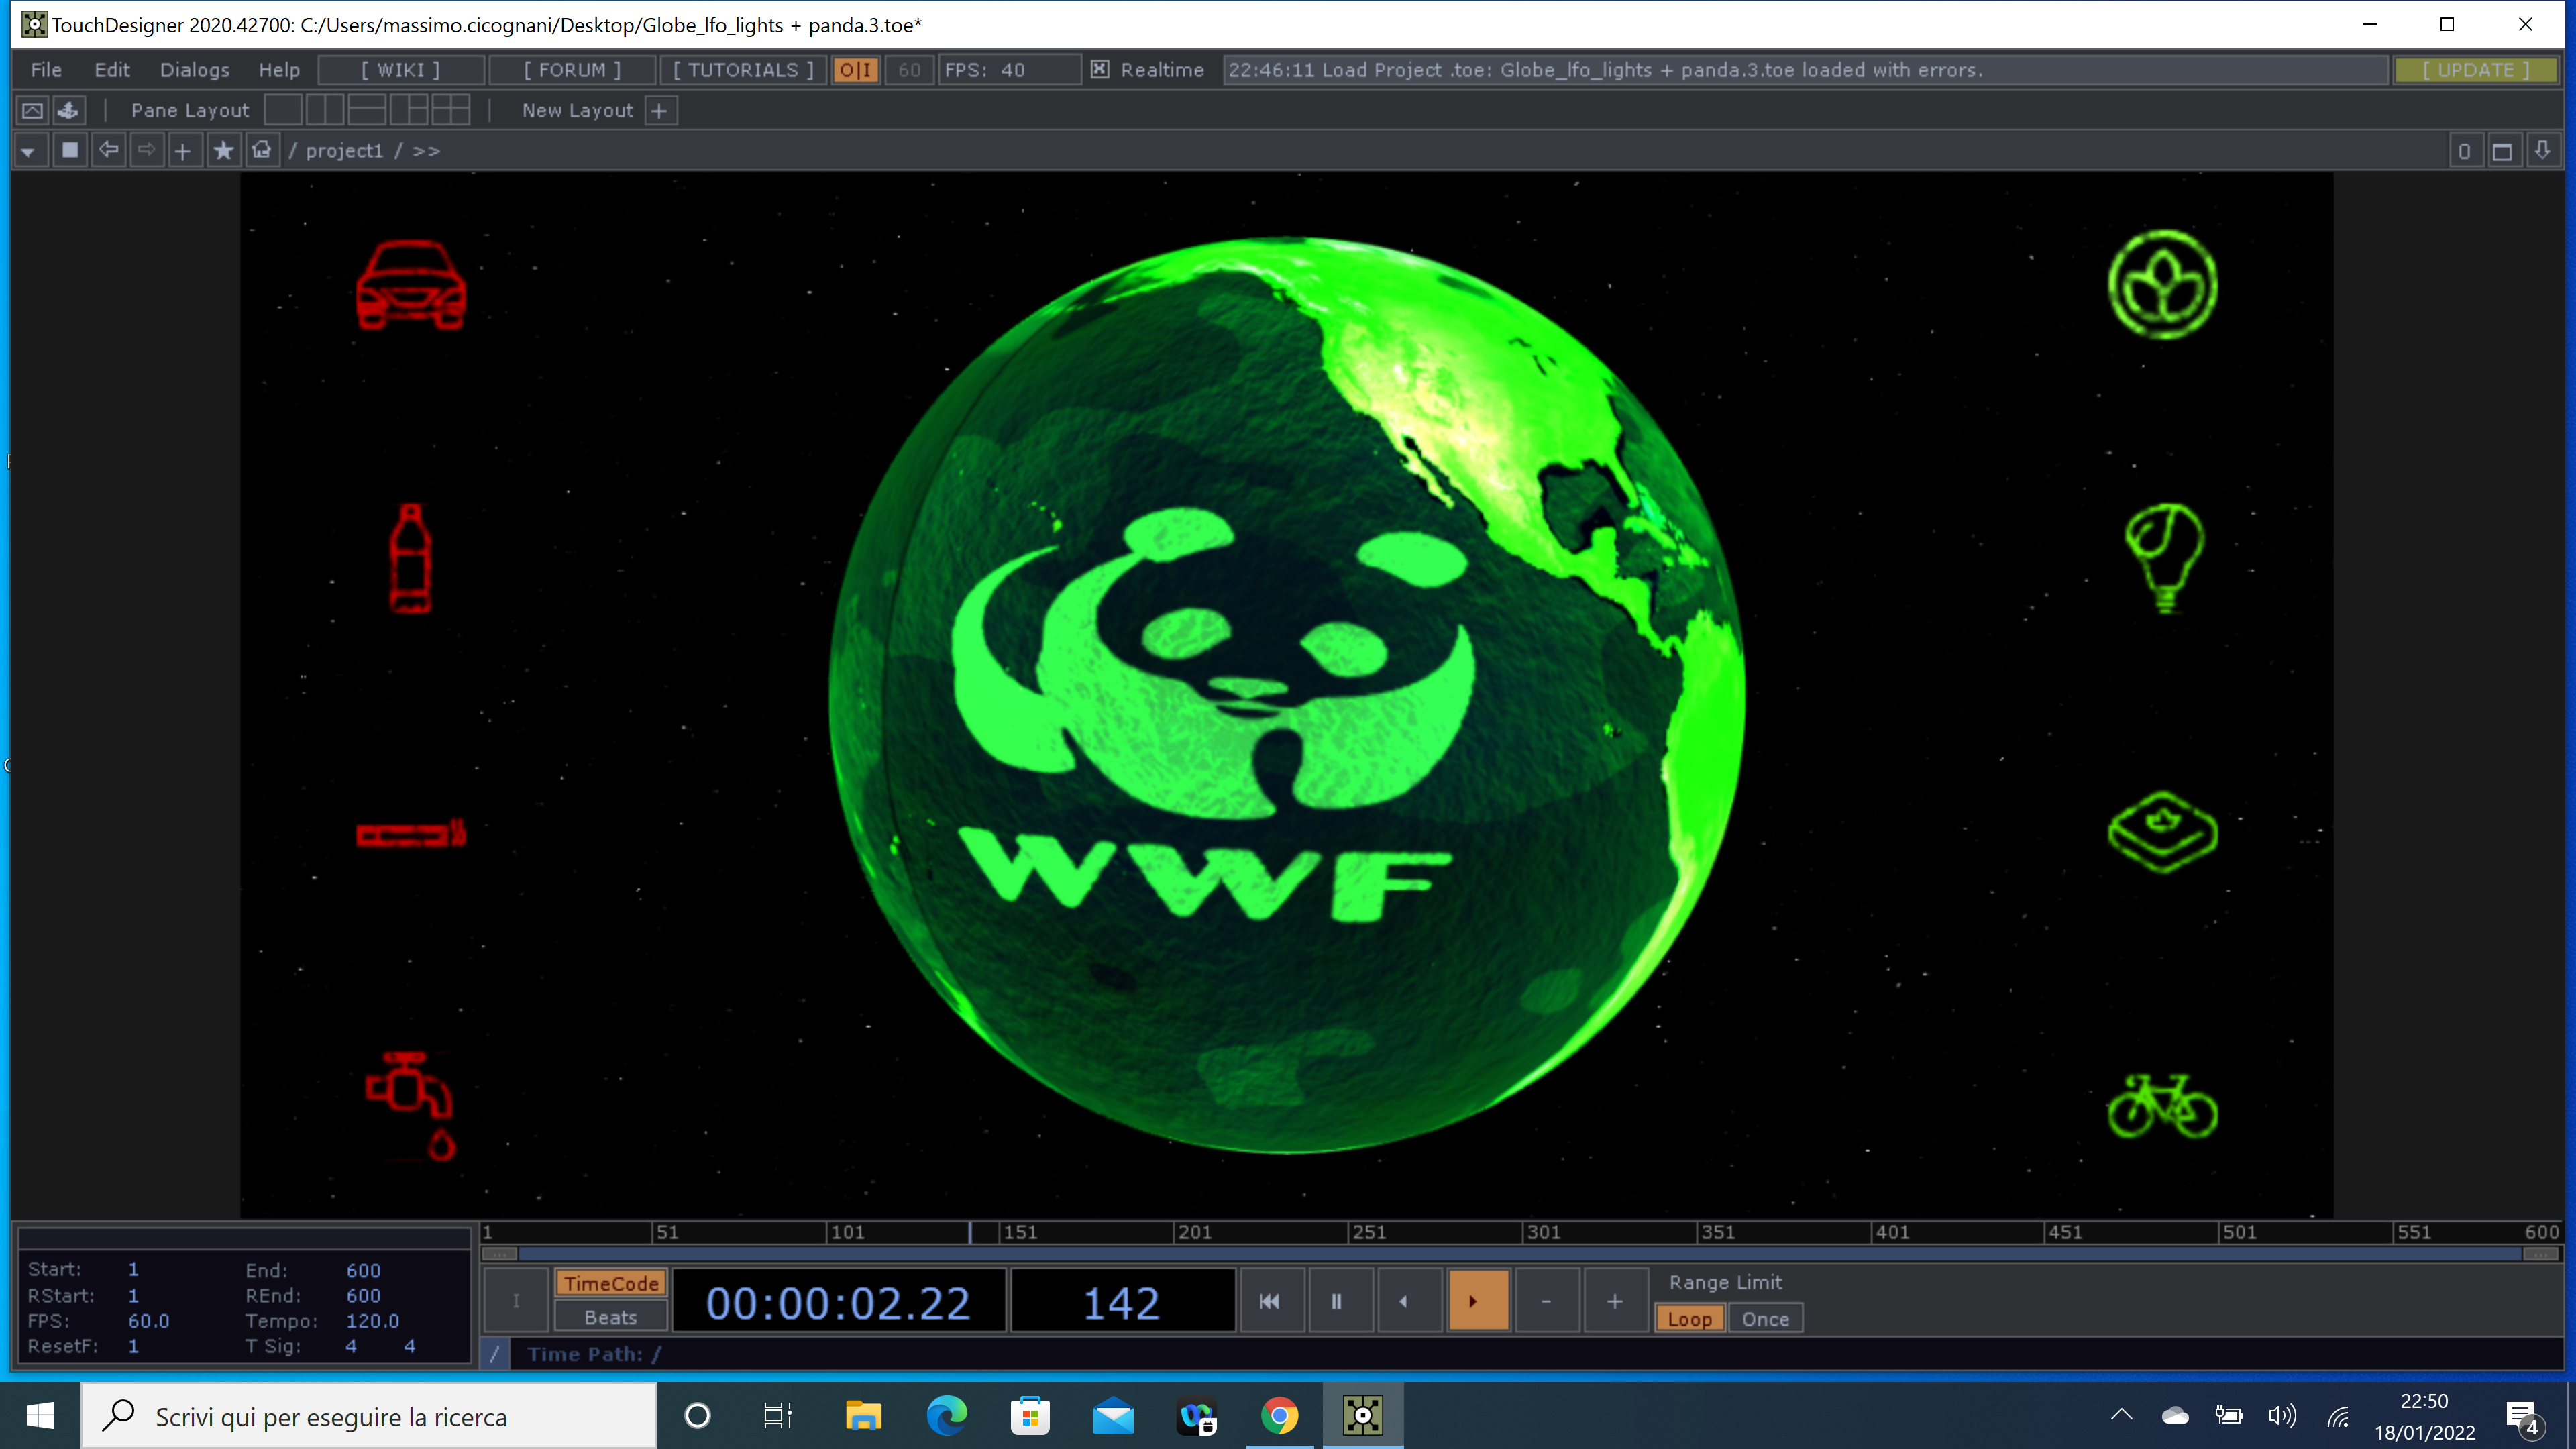 TouchDesigner 2020.42700: C:/Users/massimo.cicognani/Desktop/Globe_lfo_lights + panda.3.toe*
File Edit Dialogs Help [ WIKI ] [ FORUM ] [ TUTORIALS ] O|I 60 FPS: 40 Realtime 22:46:11 Load Project .toe: Globe_lfo_lights + panda.3.toe loaded with errors. [ UPDATE ]
Pane Layout New Layout +
/ project1 / >> 0
WWF
1 51 101 151 201 251 301 351 401 451 501 551 600
Start: 1 End: 600
RStart: 1 REnd: 600
FPS: 60.0 Tempo: 120.0
ResetF: 1 T Sig: 4 4
I TimeCode 00:00:02.22 142 - + Range Limit
Beats Loop Once
/ Time Path: /
Scrivi qui per eseguire la ricerca
22:50
18/01/2022
4